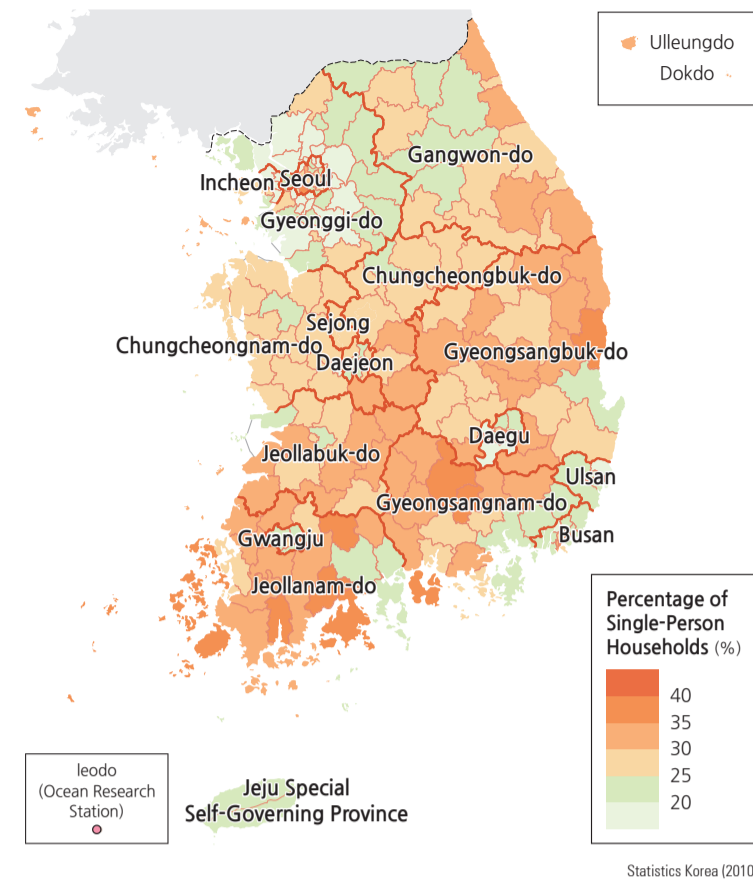 Ulleungdo
Dokdo
Gangwon-do
Incheon
Seoul
Gyeonggi-do
Chungcheongbuk-do
Sejong
Chungcheongnam-do
Daejeon
Gyeongsangbuk-do
Daegu
Jeollabuk-do
Ulsan
Gyeongsangnam-do
Busan
Gwangju
Jeollanam-do
Percentage of
Single-Person
Households (%)
40
35
30
25
20
Ieodo
(Ocean Research
Station)
Jeju Special
Self-Governing Province
Statistics Korea (2010